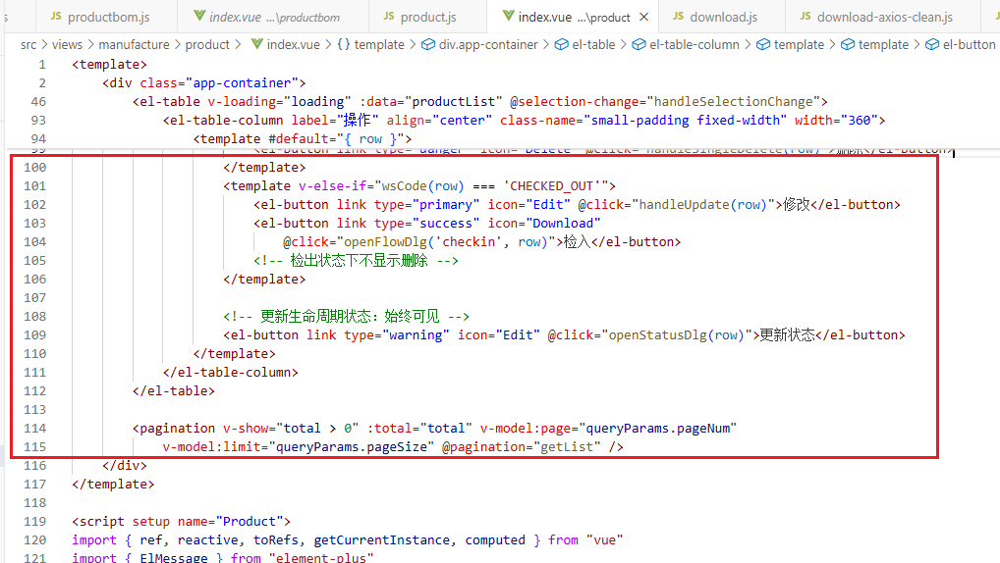 JS productbom.js index.vue ...\productbom JS product.js index.vue ...\product × JS download.js JS download-axios-clean.js
src > views > manufacture > product > index.vue > {} template > div.app-container > el-table > el-table-column > template > template > el-button
1 <template>
2 <div class="app-container">
46 <el-table v-loading="loading" :data="productList" @selection-change="handleSelectionChange">
93 <el-table-column label="操作" align="center" class-name="small-padding fixed-width" width="360">
94 <template #default="{ row }">
99 <el-button link type="danger" icon="Delete" @click="handleSingleDelete(row)">删除</el-button>
100 </template>
101 <template v-else-if="wsCode(row) === 'CHECKED_OUT'">
102 <el-button link type="primary" icon="Edit" @click="handleUpdate(row)">修改</el-button>
103 <el-button link type="success" icon="Download"
104 @click="openFlowDlg('checkin', row)">检入</el-button>
105 <!-- 检出状态下不显示删除 -->
106 </template>
107
108 <!-- 更新生命周期状态：始终可见 -->
109 <el-button link type="warning" icon="Edit" @click="openStatusDlg(row)">更新状态</el-button>
110 </template>
111 </el-table-column>
112 </el-table>
113
114 <pagination v-show="total > 0" :total="total" v-model:page="queryParams.pageNum"
115 v-model:limit="queryParams.pageSize" @pagination="getList" />
116 </div>
117 </template>
118
119 <script setup name="Product">
120 import { ref, reactive, toRefs, getCurrentInstance, computed } from "vue"
121 import { ElMessage } from "element-plus"